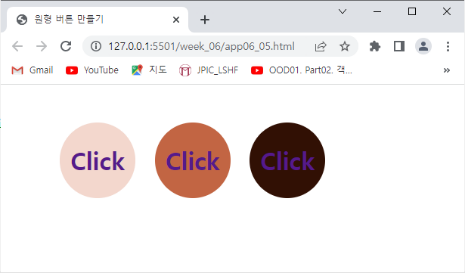 원형 버튼 만들기
127.0.0.1:5501/week_06/app06_05.html
Gmail YouTube 지도 JPIC_LSHF OOD01. Part02. 객...
Click Click Click